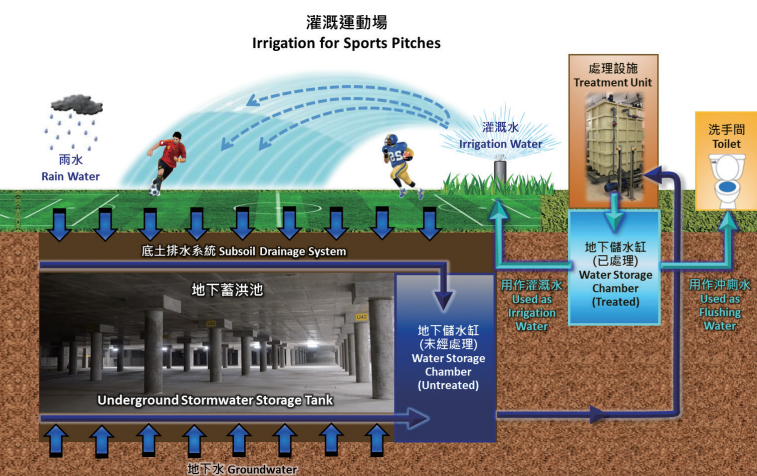 灌溉運動場
Irrigation for Sports Pitches
雨水
Rain Water
灌溉水
Irrigation Water
處理設施
Treatment Unit
洗手間
Toilet
底土排水系統 Subsoil Drainage System
地下蓄洪池
Underground Stormwater Storage Tank
地下儲水缸
(未經處理)
Water Storage
Chamber
(Untreated)
用作灌溉水
Used as
Irrigation
Water
地下儲水缸
(已處理)
Water Storage
Chamber
(Treated)
用作沖廁水
Used as
Flushing
Water
地下水 Groundwater